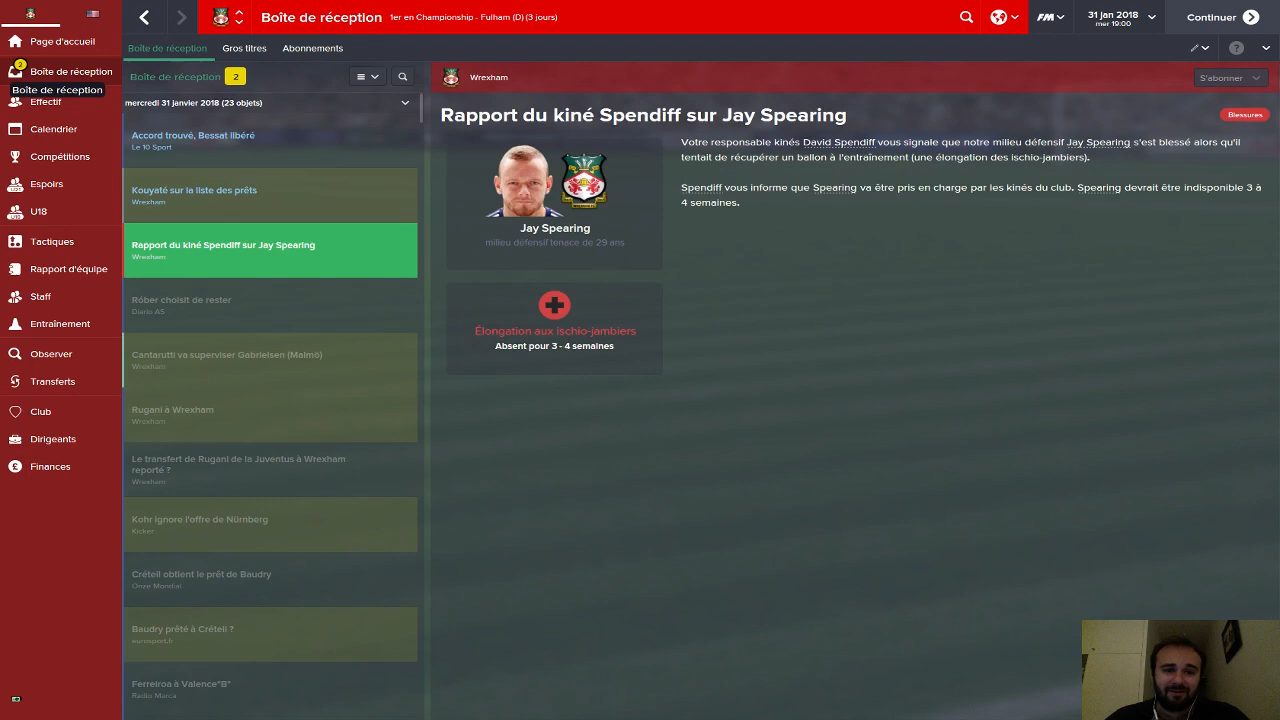 Boîte de réception
1er en Championship - Fulham (D) (3 jours)
FM
31 jan 2018
mer 19:00
Continuer
Page d'accueil
2
Boîte de réception
Boîte de réception
Effectif
Calendrier
Compétitions
Espoirs
U18
Tactiques
Rapport d'équipe
Staff
Entraînement
Observer
Transferts
Club
Dirigeants
Finances
Boîte de réception
Gros titres
Abonnements
Boîte de réception
2
mercredi 31 janvier 2018 (23 objets)
Accord trouvé, Bessat libéré
Le 10 Sport
Kouyaté sur la liste des prêts
Wrexham
Rapport du kiné Spendiff sur Jay Spearing
Wrexham
Róber choisit de rester
Diario AS
Cantarutti va superviser Gabrielsen (Malmö)
Wrexham
Rugani à Wrexham
Wrexham
Le transfert de Rugani de la Juventus à Wrexham
reporté ?
Wrexham
Kohr ignore l'offre de Nürnberg
Kicker
Créteil obtient le prêt de Baudry
Onze Mondial
Baudry prêté à Créteil ?
eurosport.fr
Ferreiroa à Valence"B"
Radio Marca
Wrexham
S'abonner
Rapport du kiné Spendiff sur Jay Spearing
Blessures
Jay Spearing
milieu défensif tenace de 29 ans
Élongation aux ischio-jambiers
Absent pour 3 - 4 semaines
Votre responsable kinés David Spendiff vous signale que notre milieu défensif Jay Spearing s'est blessé alors qu'il
tentait de récupérer un ballon à l'entraînement (une élongation des ischio-jambiers).
Spendiff vous informe que Spearing va être pris en charge par les kinés du club. Spearing devrait être indisponible 3 à
4 semaines.